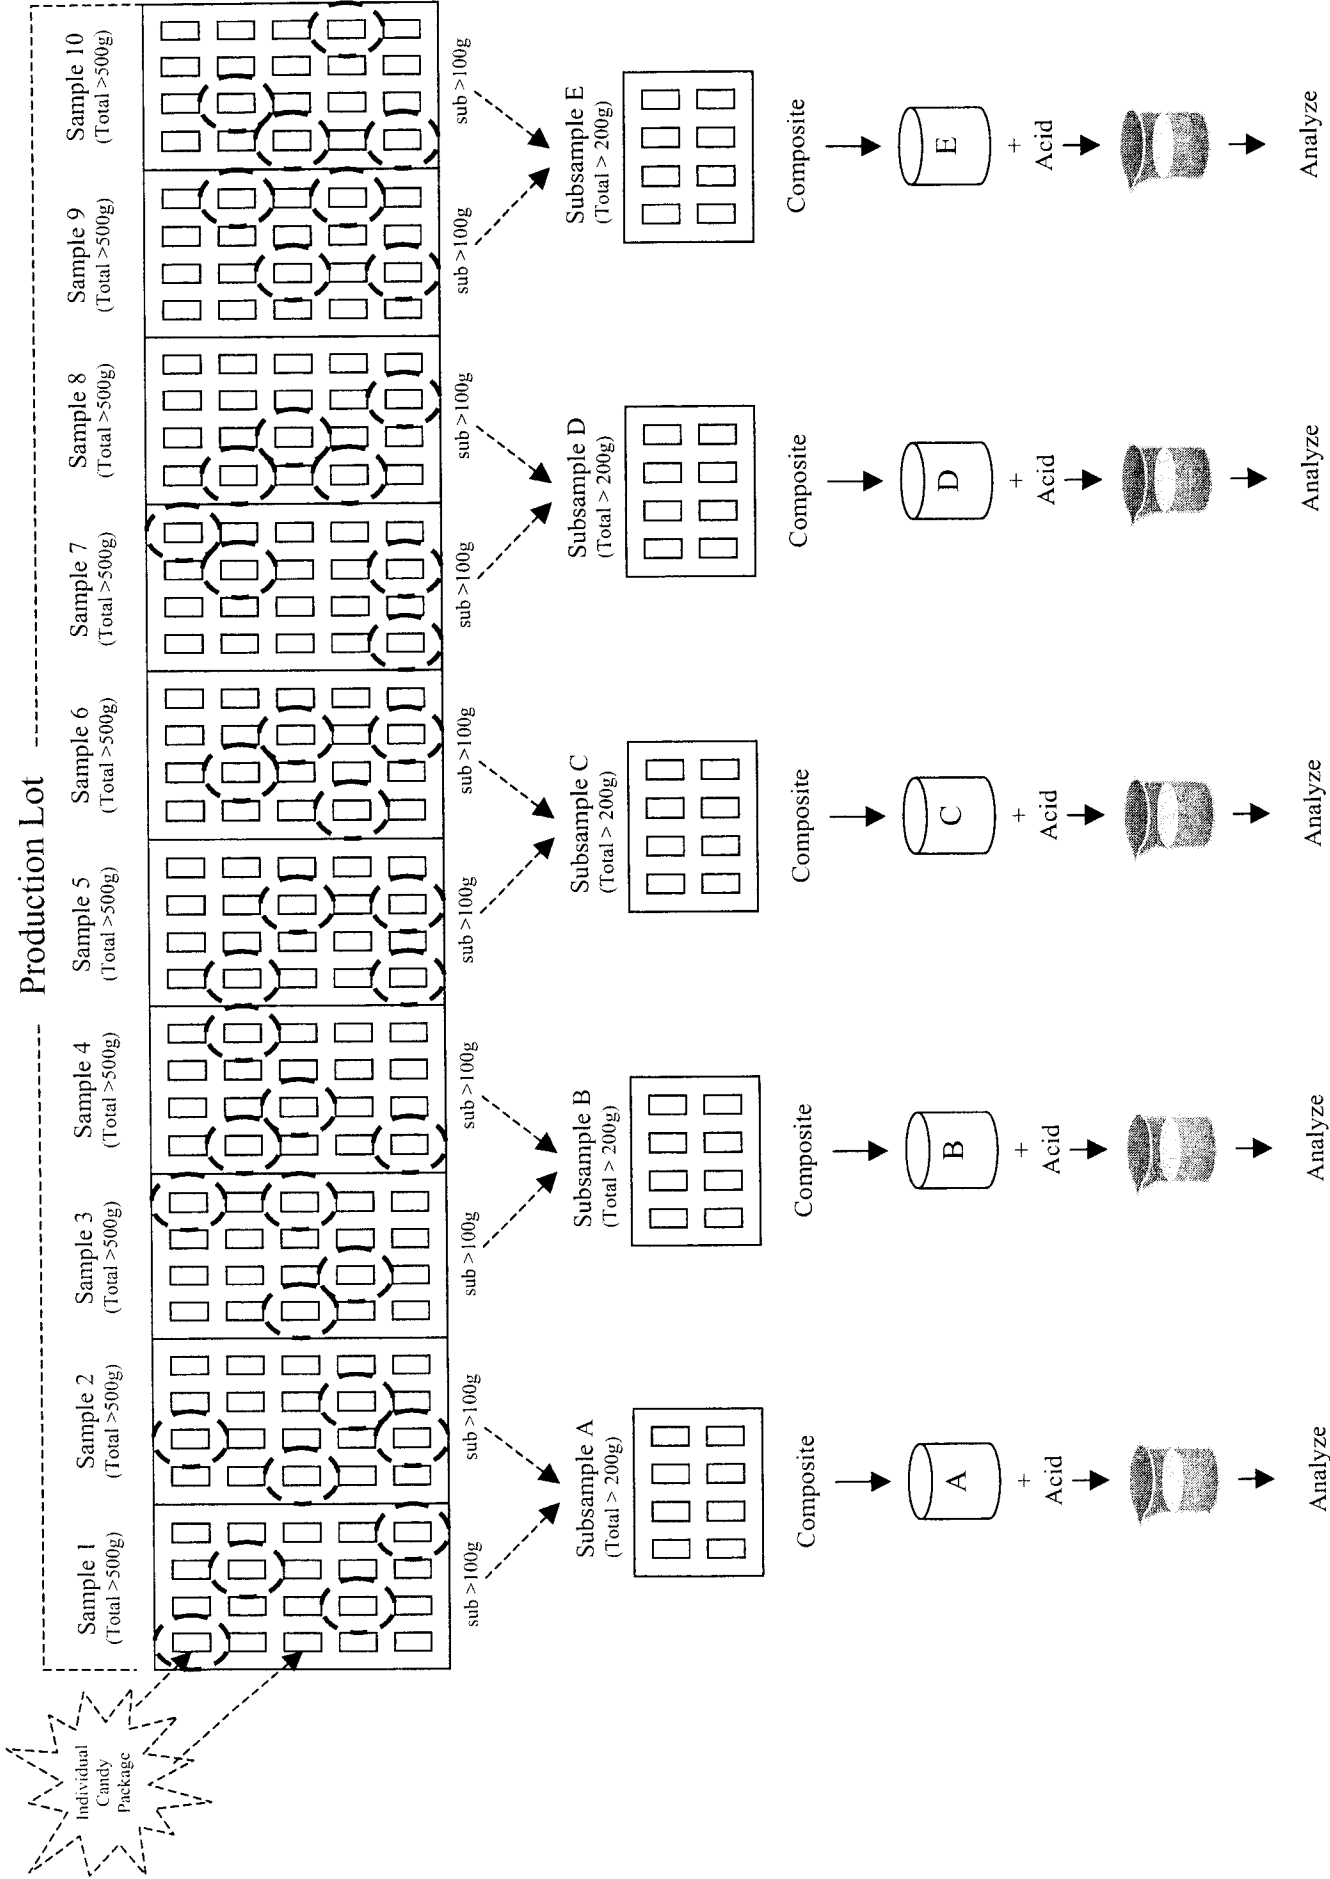 Production Lot
Individual
Candy
Package
Sample 1
(Total >500g)
Sample 2
(Total >500g)
Sample 3
(Total >500g)
Sample 4
(Total >500g)
Sample 5
(Total >500g)
Sample 6
(Total >500g)
Sample 7
(Total >500g)
Sample 8
(Total >500g)
Sample 9
(Total >500g)
Sample 10
(Total >500g)
sub >100g
sub >100g
sub >100g
sub >100g
sub >100g
sub >100g
sub >100g
sub >100g
sub >100g
sub >100g
Subsample A
(Total > 200g)
Subsample B
(Total > 200g)
Subsample C
(Total > 200g)
Subsample D
(Total > 200g)
Subsample E
(Total > 200g)
Composite
Composite
Composite
Composite
Composite
A
B
C
D
E
+
Acid
+
Acid
+
Acid
+
Acid
+
Acid
Analyze
Analyze
Analyze
Analyze
Analyze